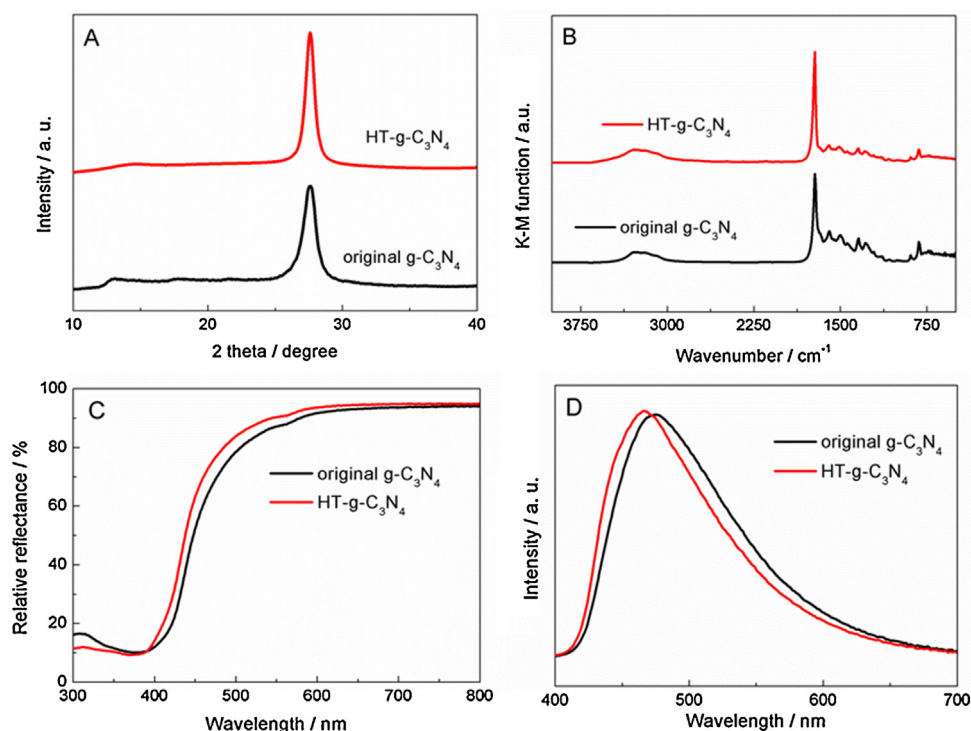 A
HT-g-C₃N₄
original g-C₃N₄
Intensity / a. u.
10 20 30 40
2 theta / degree
B
HT-g-C₃N₄
original g-C₃N₄
K-M function / a.u.
3750 3000 2250 1500 750
Wavenumber / cm⁻¹
C
100
80
60
40
20
0
original g-C₃N₄
HT-g-C₃N₄
Relative reflectance / %
300 400 500 600 700 800
Wavelength / nm
D
original g-C₃N₄
HT-g-C₃N₄
Intensity / a. u.
400 500 600 700
Wavelength / nm